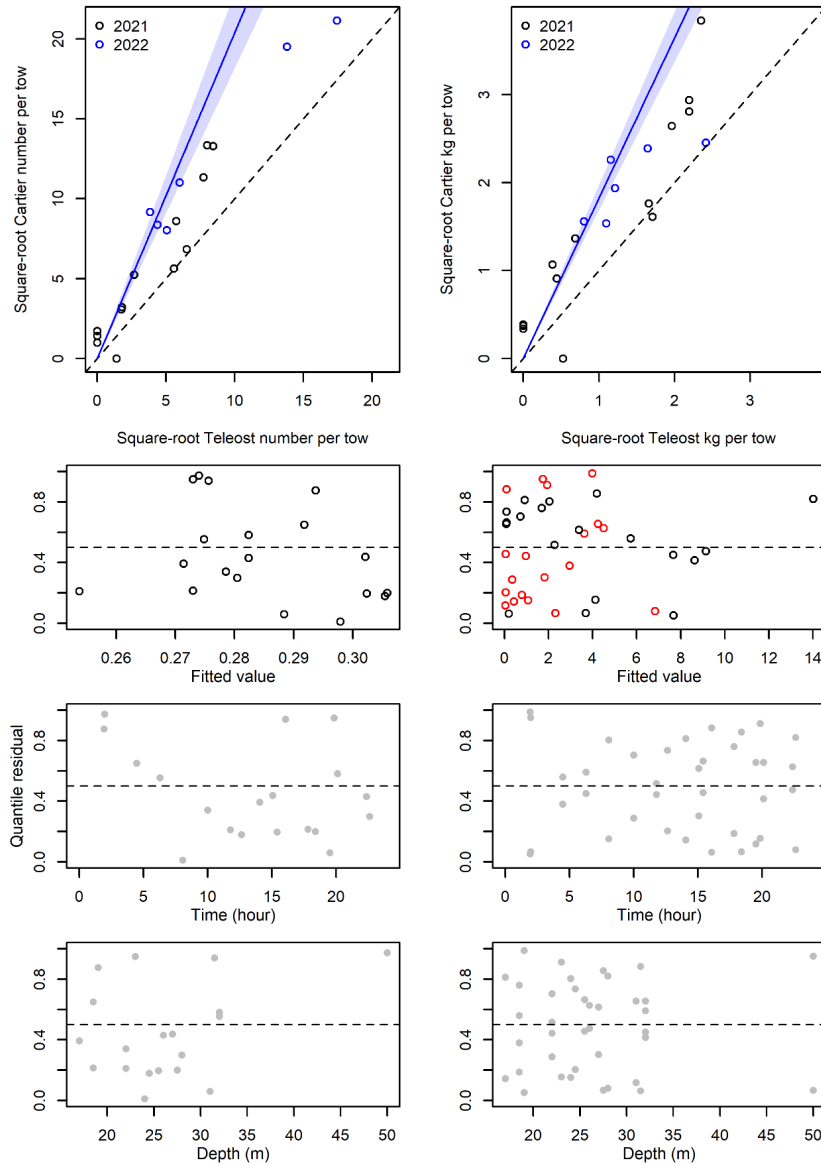 2021
2022
Square-root Cartier number per tow
0 5 10 15 20
0 5 10 15 20
Square-root Teleost number per tow
2021
2022
Square-root Cartier kg per tow
0 1 2 3
0 1 2 3
Square-root Teleost kg per tow
0.0 0.4 0.8
0.26 0.27 0.28 0.29 0.30
Fitted value
0.0 0.4 0.8
0 2 4 6 8 10 12 14
Fitted value
Quantile residual
0.0 0.4 0.8
0 5 10 15 20
Time (hour)
0.0 0.4 0.8
0 5 10 15 20
Time (hour)
0.0 0.4 0.8
20 25 30 35 40 45 50
Depth (m)
0.0 0.4 0.8
20 25 30 35 40 45 50
Depth (m)